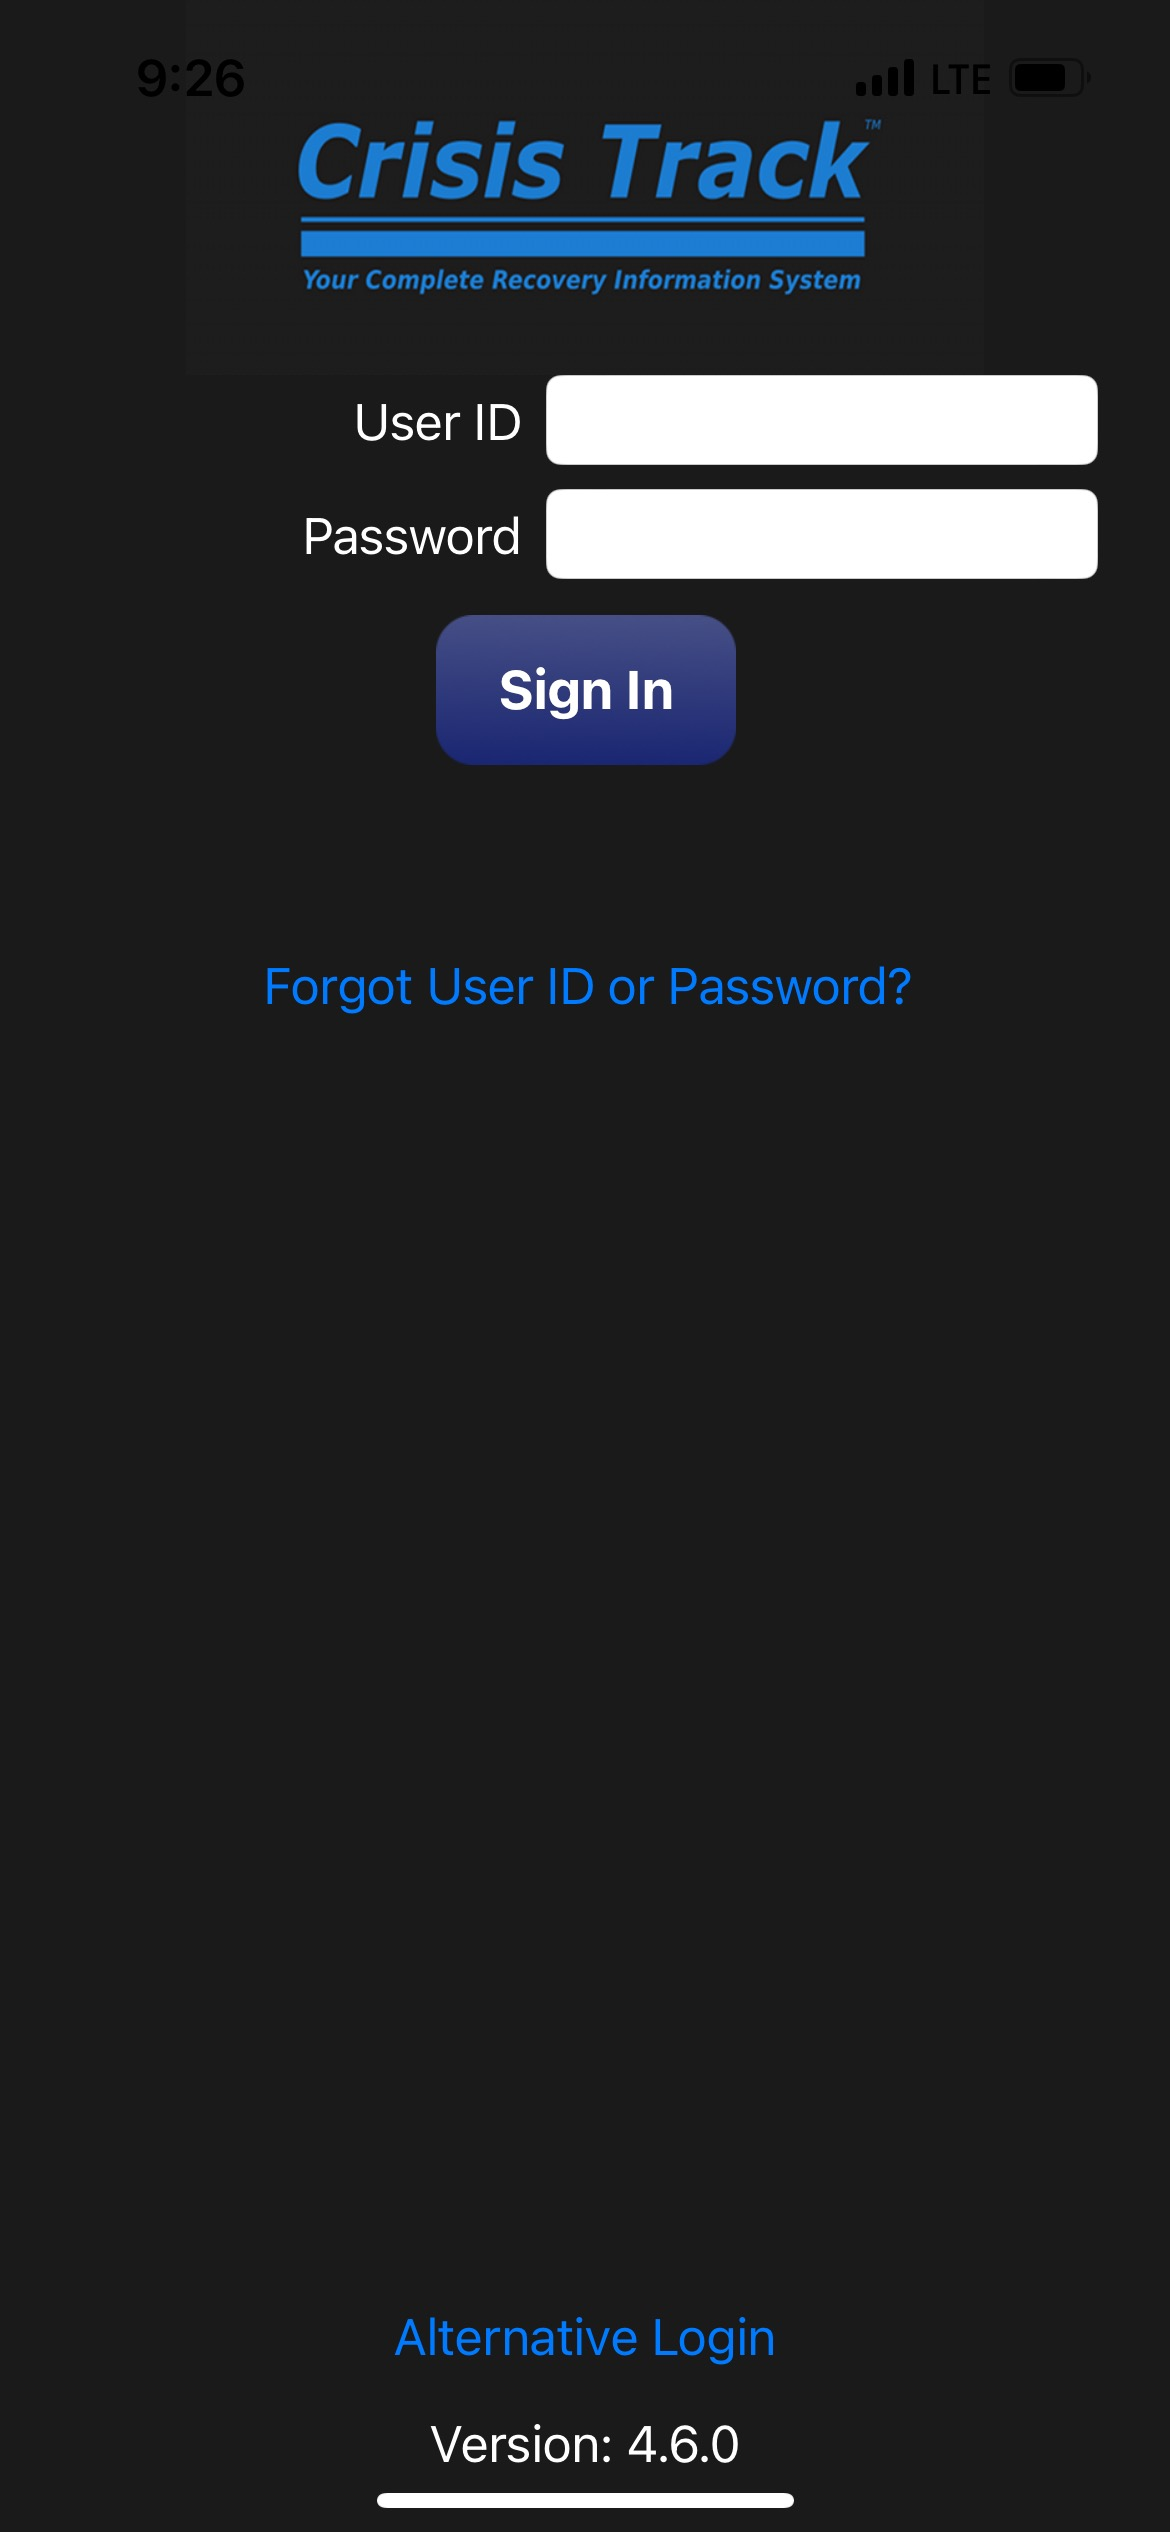 9:26 LTE
Crisis Track™
Your Complete Recovery Information System
User ID
Password
Sign In
Forgot User ID or Password?
Alternative Login
Version: 4.6.0